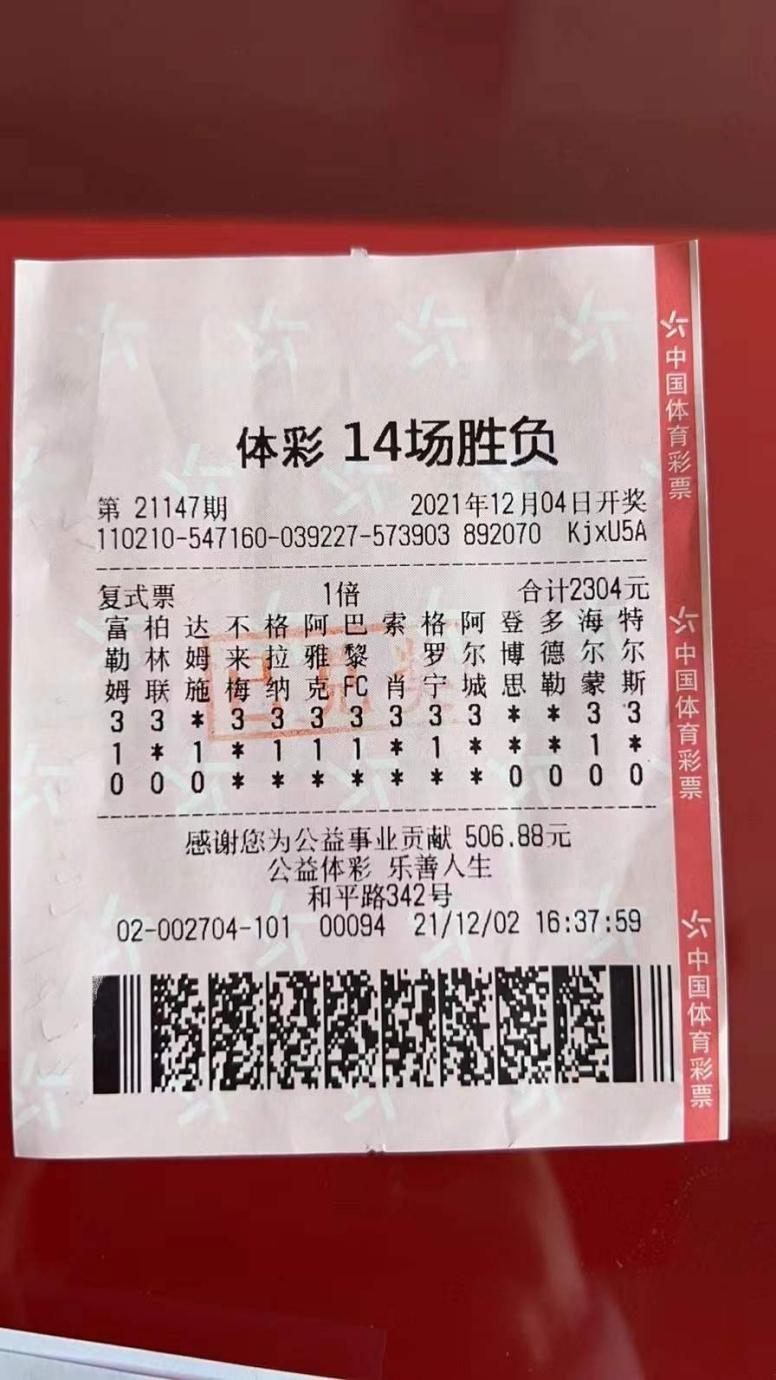 体彩 14场胜负
第 21147期 2021年12月04日开奖
110210-547160-039227-573903 892070 KjxU5A
复式票 1倍 合计2304元
富 柏 达 不 格 阿 巴 索 格 阿 登 多 海 特
勒 林 姆 来 拉 雅 黎 罗 尔 博 德 尔 尔
姆 联 施 梅 纳 克 FC 肖 宁 城 思 勒 蒙 斯
3 3 * 3 3 3 3 3 3 3 * * 3 3
1 * 1 * 1 1 1 * 1 * * * 1 *
0 0 0 * * * * * * * 0 0 0 0
已兑奖
感谢您为公益事业贡献 506.88元
公益体彩 乐善人生
和平路342号
02-002704-101 00094 21/12/02 16:37:59
中国体育彩票
中国体育彩票
中国体育彩票